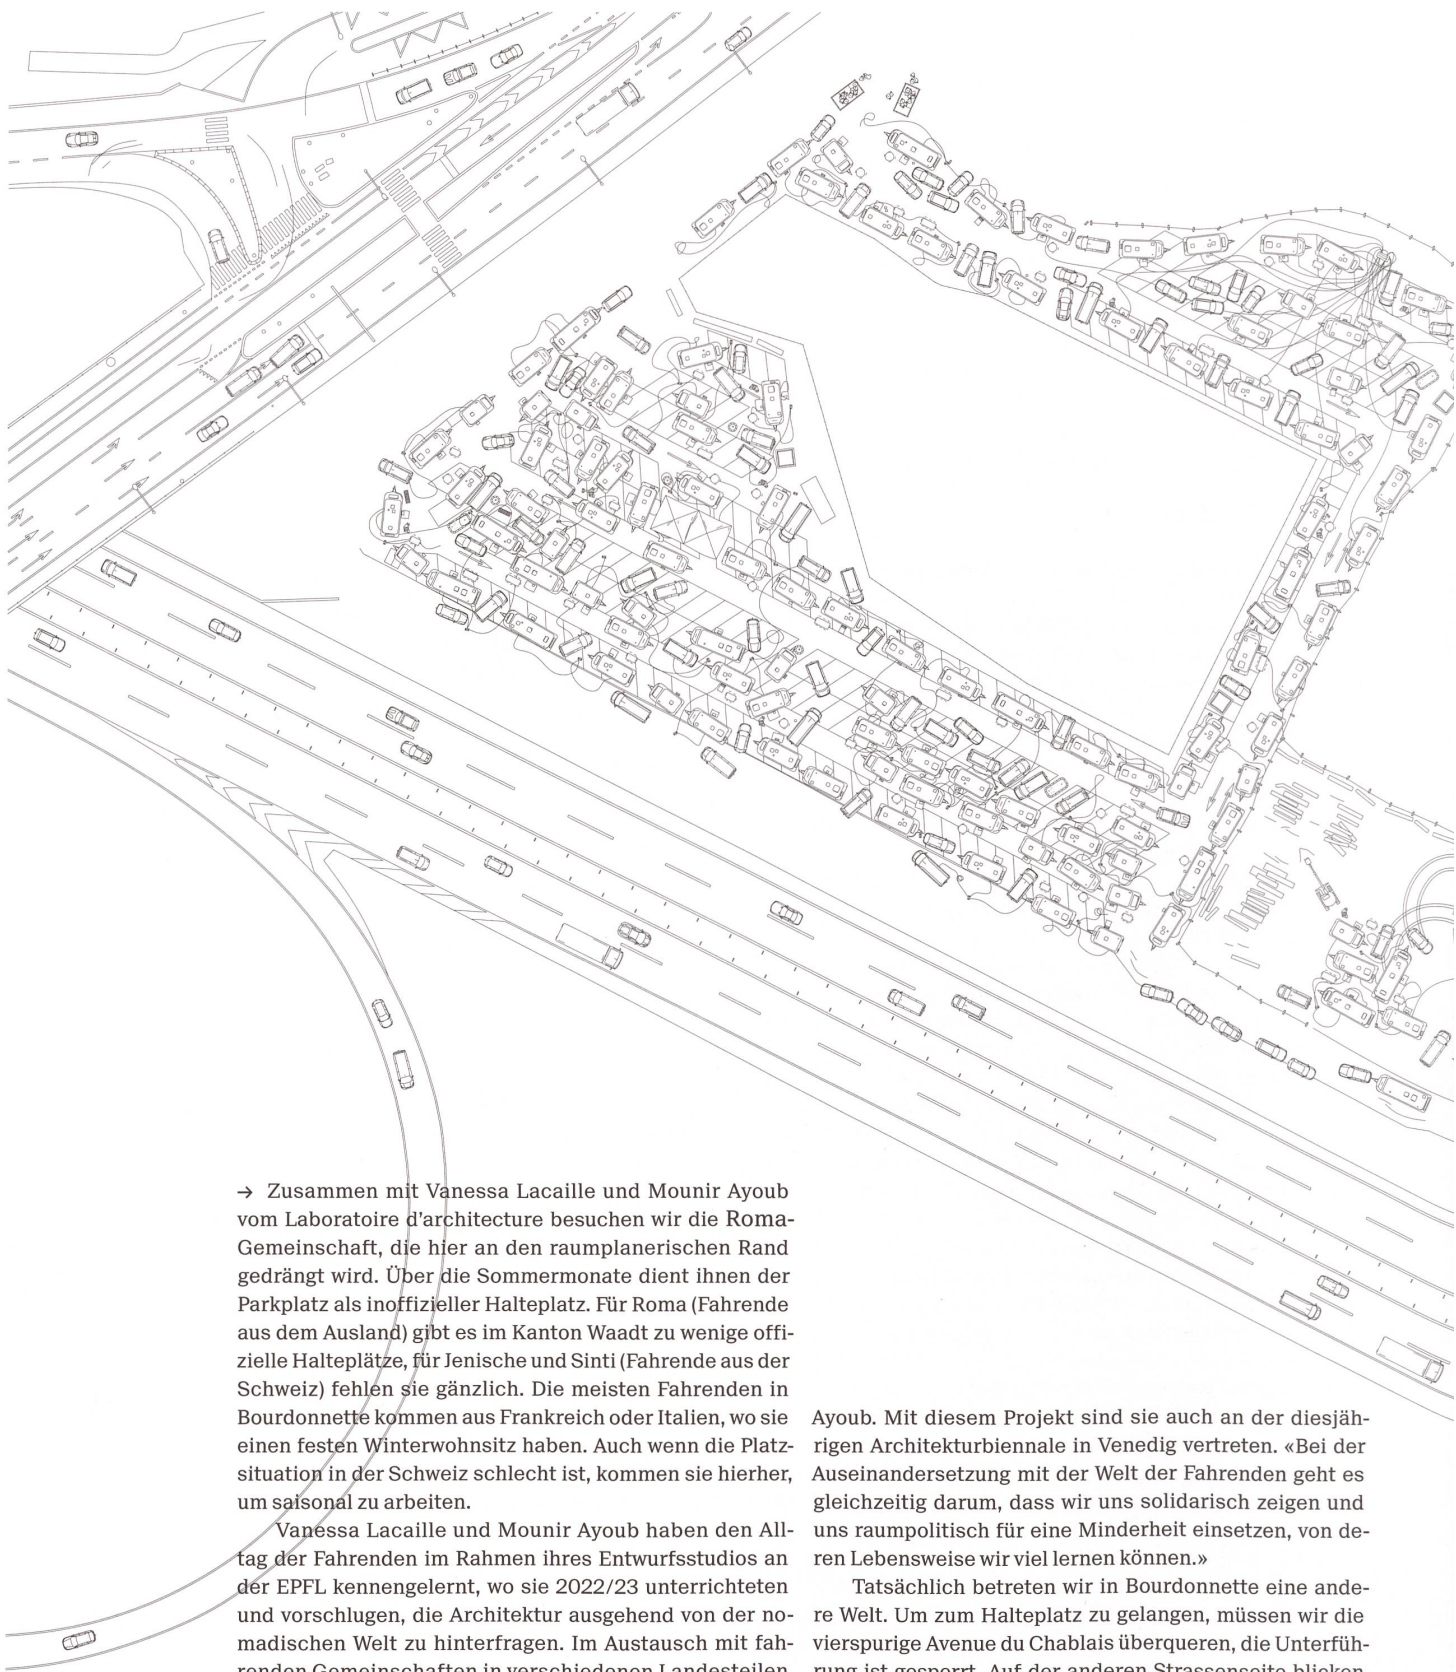 → Zusammen mit Vanessa Lacaille und Mounir Ayoub
vom Laboratoire d'architecture besuchen wir die Roma-
Gemeinschaft, die hier an den raumplanerischen Rand
gedrängt wird. Über die Sommermonate dient ihnen der
Parkplatz als inoffizieller Halteplatz. Für Roma (Fahrende
aus dem Ausland) gibt es im Kanton Waadt zu wenige offi-
zielle Halteplätze, für Jenische und Sinti (Fahrende aus der
Schweiz) fehlen sie gänzlich. Die meisten Fahrenden in
Bourdonnette kommen aus Frankreich oder Italien, wo sie
einen festen Winterwohnsitz haben. Auch wenn die Platz-
situation in der Schweiz schlecht ist, kommen sie hierher,
um saisonal zu arbeiten.
Vanessa Lacaille und Mounir Ayoub haben den All-
tag der Fahrenden im Rahmen ihres Entwurfsstudios an
der EPFL kennengelernt, wo sie 2022/23 unterrichteten
und vorschlugen, die Architektur ausgehend von der no-
madischen Welt zu hinterfragen. Im Austausch mit fah-
renden Gemeinschaften in verschiedenen Landesteilen
Ayoub. Mit diesem Projekt sind sie auch an der diesjäh-
rigen Architekturbiennale in Venedig vertreten. «Bei der
Auseinandersetzung mit der Welt der Fahrenden geht es
gleichzeitig darum, dass wir uns solidarisch zeigen und
uns raumpolitisch für eine Minderheit einsetzen, von de-
ren Lebensweise wir viel lernen können.»
Tatsächlich betreten wir in Bourdonnette eine ande-
re Welt. Um zum Halteplatz zu gelangen, müssen wir die
vierspurige Avenue du Chablais überqueren, die Unterfüh-
rung ist gesperrt. Auf der anderen Strassenseite blicken